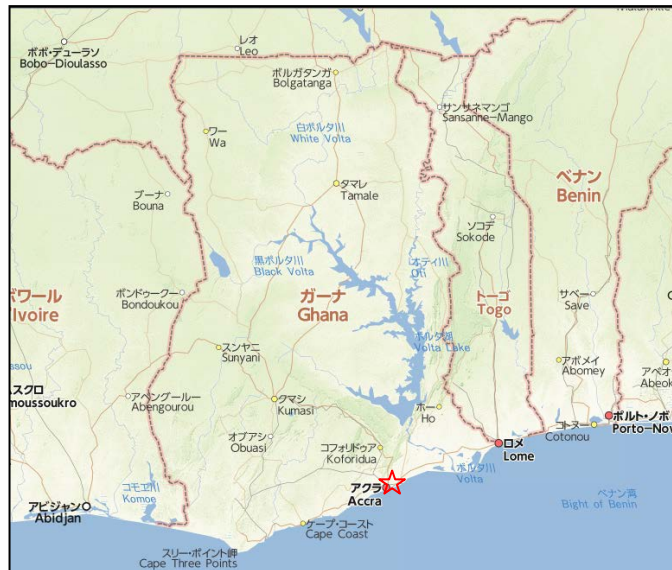 レオ
Leo
ボボ・デューラソ
Bobo-Dioulasso
ボルガタンガ
Bolgatanga
サンサネマンゴ
Sansanne-Mango
ワー
Wa
白ボルタ川
White Volta
ベナン
Benin
タマレ
Tamale
ブーナ
Bouna
ソコデ
Sokode
黒ボルタ川
Black Volta
オティ川
Oti
ボンドゥークー
Bondoukou
ガーナ
Ghana
トーゴ
Togo
サベー
Save
ボワール
Ivoire
ボルタ湖
Volta Lake
スンヤニ
Sunyani
アボメイ
Abomey
アベオ
Abeok
スクロ
moussoukro
アベングールー
Abengourou
クマシ
Kumasi
ホー
Ho
ポルト・ノボ
Porto-Nov
コトヌー
Cotonou
オブアシ
Obuasi
コフォリドゥア
Koforidua
ロメ
Lome
ボルタ川
Volta
アクラ
Accra
コモエ川
Komoe
ベナン湾
Bight of Benin
アビジャン
Abidjan
ケープ・コースト
Cape Coast
スリー・ポイント岬
Cape Three Points